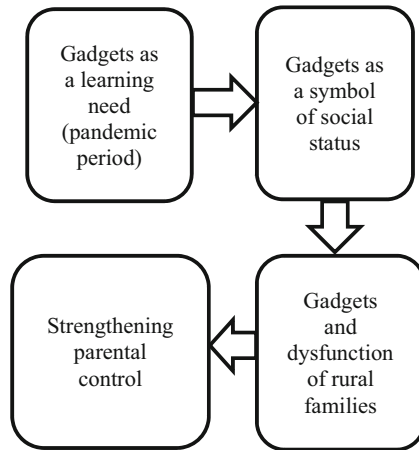 Gadgets as
a learning
need
(pandemic
period)
Gadgets as
a symbol
of social
status
Gadgets
and
dysfunction
of rural
families
Strengthening
parental
control